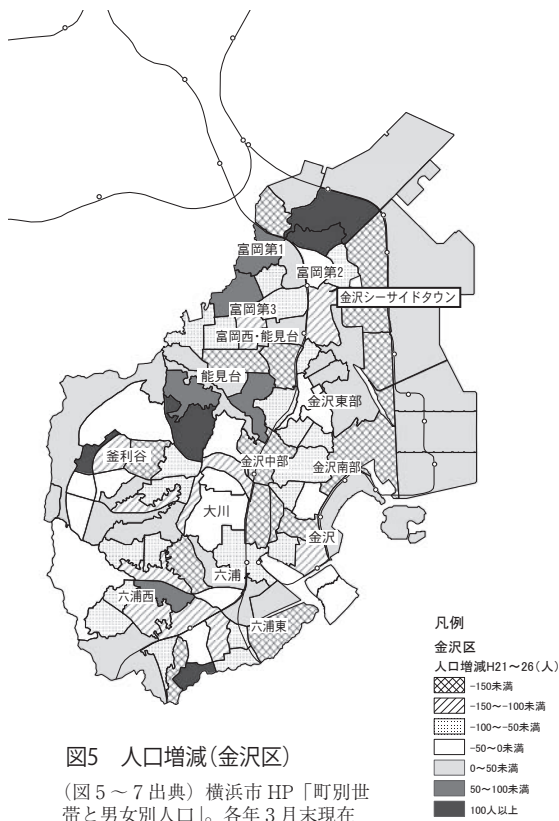 富岡第1
富岡第2
金沢シーサイドタウン
富岡第3
富岡西・能見台
能見台
金沢東部
釜利谷
金沢中部
金沢南部
大川
金沢
六浦
六浦西
六浦東
凡例
金沢区
人口増減H21～26(人)
-150未満
-150～-100未満
-100～-50未満
-50～0未満
0～50未満
50～100未満
100人以上
図5 人口増減(金沢区)
(図5～7出典) 横浜市 HP「町別世
帯と男女別人口」。各年3月末現在